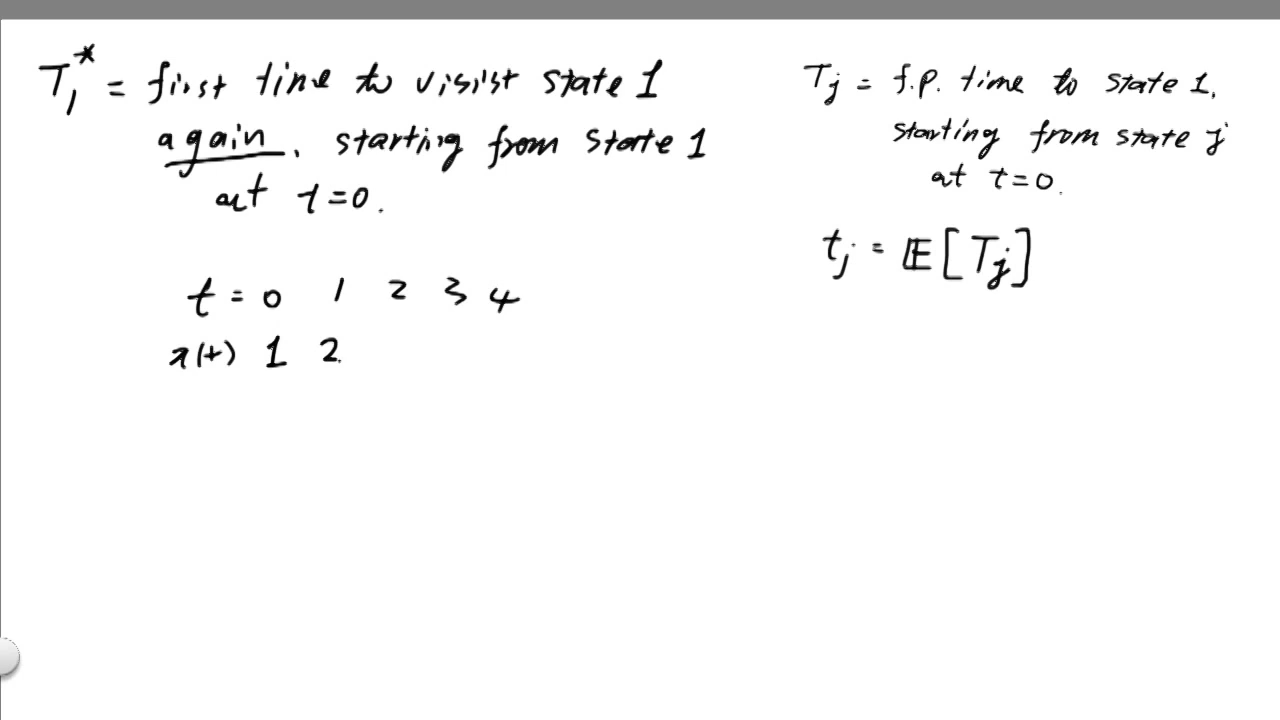 T₁* = first time to visist state 1
again, starting from state 1
at t=0.
t = 0 1 2 3 4
x(t) 1 2
Tj = f.p. time to state 1,
starting from state j
at t=0.
tj = 𝔼[Tj]